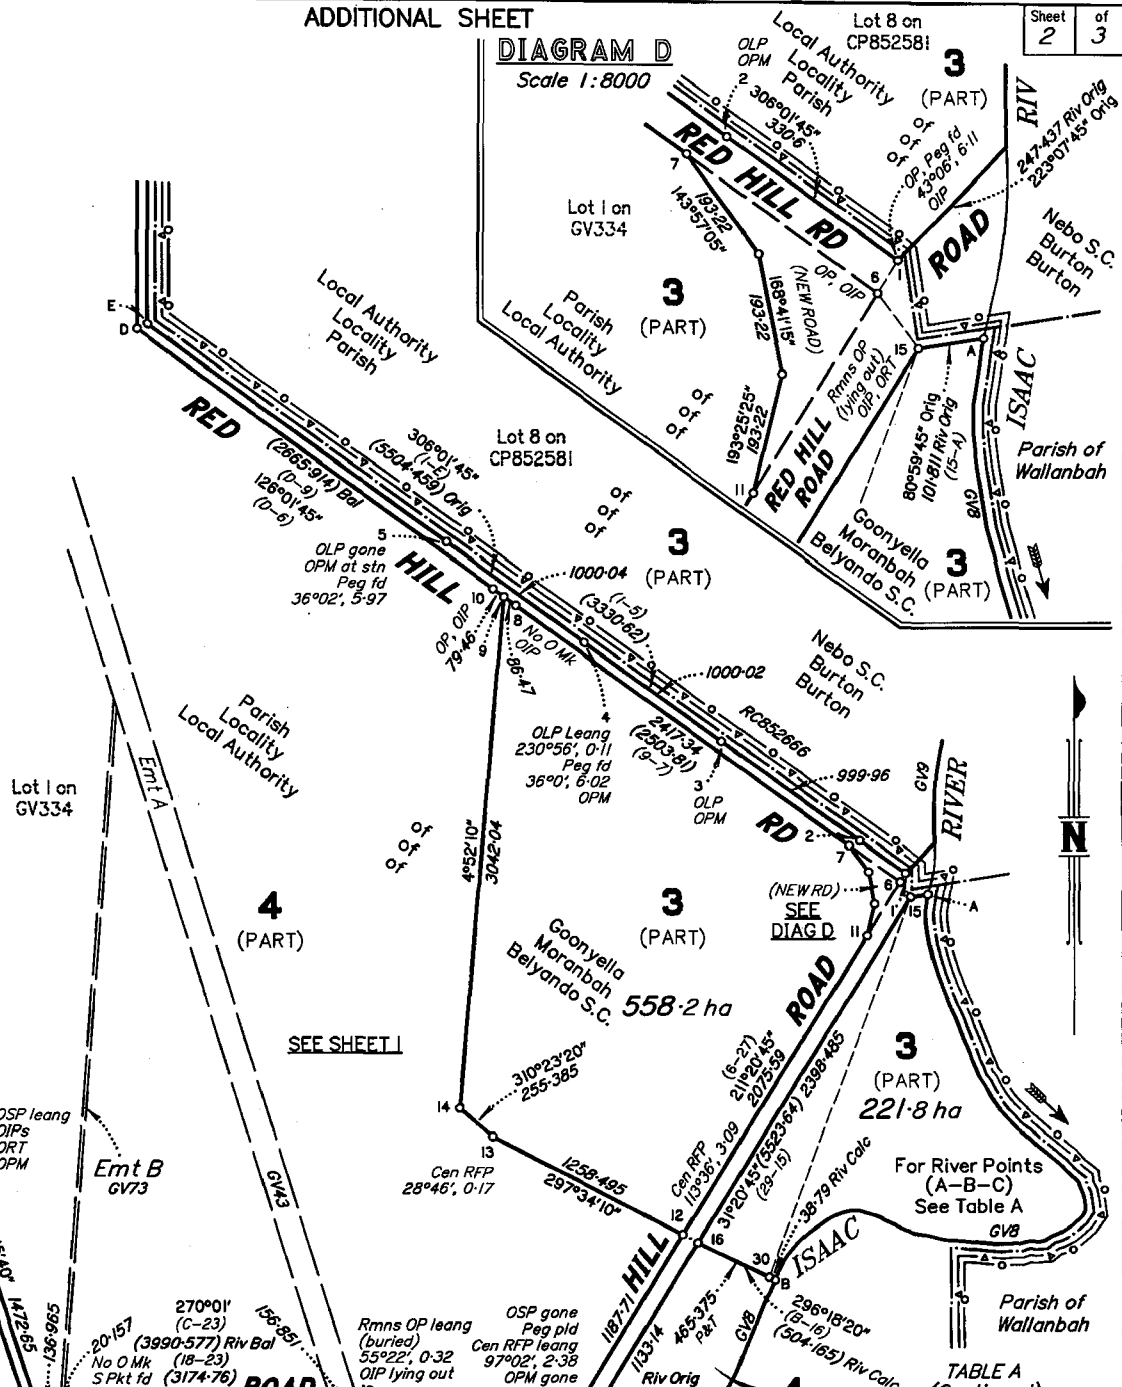 ADDITIONAL SHEET
Sheet 2 of 3
DIAGRAM D
Scale 1:8000
OLP
OPM
2
306°01'45"
330·6
Local Authority
Locality
Parish
Lot 8 on
CP852581
3
(PART)
of
of
of
RIV
247·437 Riv Orig
223°07'45" Orig
OP, Peg fd
43°06', 6·11
OIP
RED HILL RD
ROAD
7
193·22
143°57'05"
Lot 1 on
GV334
Nebo S.C.
Burton
Burton
1
6
OP, OIP
3
(PART)
Parish
Locality
Local Authority
168°41'15"
193·22
(NEW ROAD)
Rmns OP
(lying out)
OIP, ORT
15
A
ISAAC
80°59'45" Orig
101·811 Riv Orig
(15-A)
Parish of
Wallanbah
193°25'25"
193·22
of
of
of
11
RED HILL
ROAD
GV8
Goonyella
Moranbah
Belyando S.C.
3
(PART)
E
D
Local Authority
Locality
Parish
RED
306°01'45"
(1-E)
(5504·459) Orig
(2665·914) Bal
(D-9)
126°01'45"
(D-6)
Lot 8 on
CP852581
of
of
of
3
(PART)
5
OLP gone
OPM at stn
Peg fd
36°02', 5·97
HILL
10
9
8
1000·04
OP, OIP
79·46
86·47
No O Mk
OIP
(1-5)
(3330·62)
1000·02
Nebo S.C.
Burton
Burton
4
OLP Leang
230°56', 0·11
Peg fd
36°0', 6·02
OPM
2417·34
(2503·81)
(9-7)
RC852666
3
OLP
OPM
999·96
GV9
RIVER
RD
2
7
N
Parish
Locality
Local Authority
Emt A
Lot 1 on
GV334
of
of
of
4°52'10"
3042·04
4
(PART)
3
(PART)
(NEW RD)
SEE
DIAG D
6
1
15
A
11
Goonyella
Moranbah
Belyando S.C.
558·2 ha
ROAD
SEE SHEET 1
310°23'20"
255·385
(6-27)
211°20'45"
2075·59
3
(PART)
221·8 ha
14
13
OSP leang
OIPs
ORT
OPM
Emt B
GV73
Cen RFP
28°46', 0·17
1258·495
297°34'10"
Cen RFP
113°36', 3·09
31°20'45" (5523·64) 2398·485
(29-15)
38·79 Riv Calc
For River Points
(A-B-C)
See Table A
GV8
GV43
12
16
30
B
ISAAC
HILL
465·375
P&T
GV8
296°18'20"
(B-16)
(504·165) Riv Calc
Parish of
Wallanbah
1187·71
1133·14
1472·65
136·965
20·157
270°01'
(C-23)
(3990·577) Riv Bal
No O Mk
(18-23)
S Pkt fd
(3174·76)
156·851
ROAD
Rmns OP leang
(buried)
55°22', 0·32
OIP lying out
OSP gone
Peg pld
Cen RFP leang
97°02', 2·38
OPM gone
Riv Orig
TABLE A